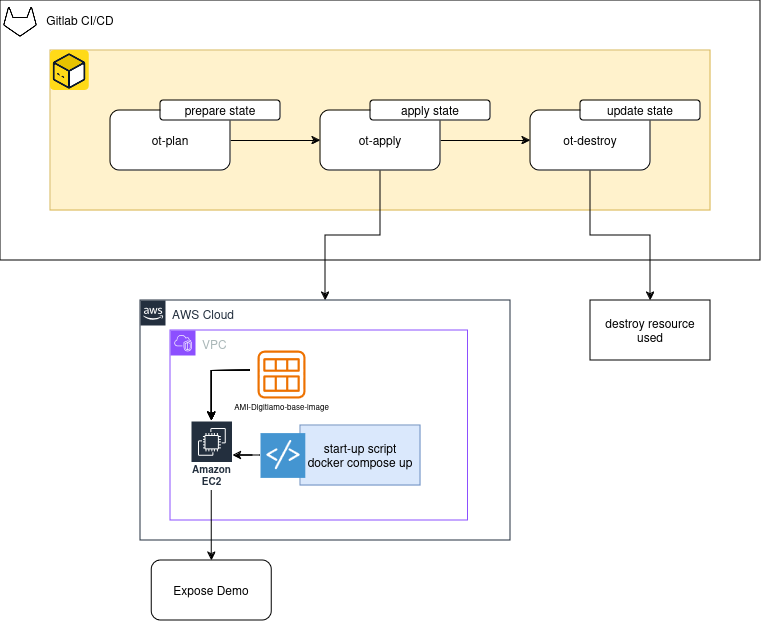 Gitlab CI/CD
prepare state
apply state
update state
ot-plan
ot-apply
ot-destroy
aws
AWS Cloud
destroy resource
used
VPC
AMI-Digitiamo-base-image
start-up script
docker compose up
Amazon
EC2
Expose Demo